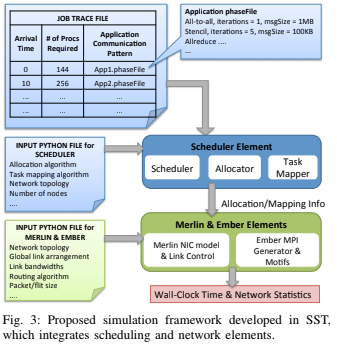 JOB TRACE FILE
Arrival Time
# of Procs Required
Application Communication Pattern
0 144 App1.phaseFile
10 256 App2.phaseFile
... ... ...
... ... ...
Application phaseFile
All-to-all, iterations = 1, msgSize = 1MB
Stencil, iterations = 5, msgSize = 100KB
Allreduce ....
...
INPUT PYTHON FILE for
SCHEDULER
Allocation algorithm
Task mapping algorithm
Network topology
Number of nodes
....
Scheduler Element
Scheduler
Allocator
Task
Mapper
Allocation/Mapping Info
INPUT PYTHON FILE for
MERLIN & EMBER
Network topology
Global link arrangement
Link bandwidths
Routing algorithm
Packet/flit size
....
Merlin & Ember Elements
Merlin NIC model
& Link Control
Ember MPI
Generator &
Motifs
Wall-Clock Time & Network Statistics
Fig. 3: Proposed simulation framework developed in SST,
which integrates scheduling and network elements.